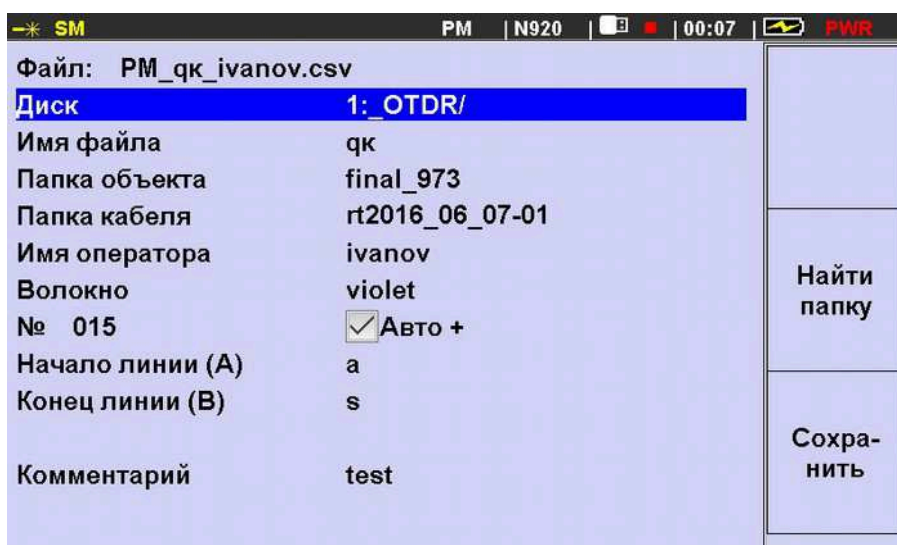 SM PM | N920 | | 00:07 | PWR
Файл: PM_qк_ivanov.csv
Диск 1:_OTDR/
Имя файла qк
Папка объекта final_973
Папка кабеля rt2016_06_07-01
Имя оператора ivanov
Волокно violet
№ 015 Авто +
Начало линии (A) a
Конец линии (B) s
Комментарий test
Найти
папку
Сохра-
нить